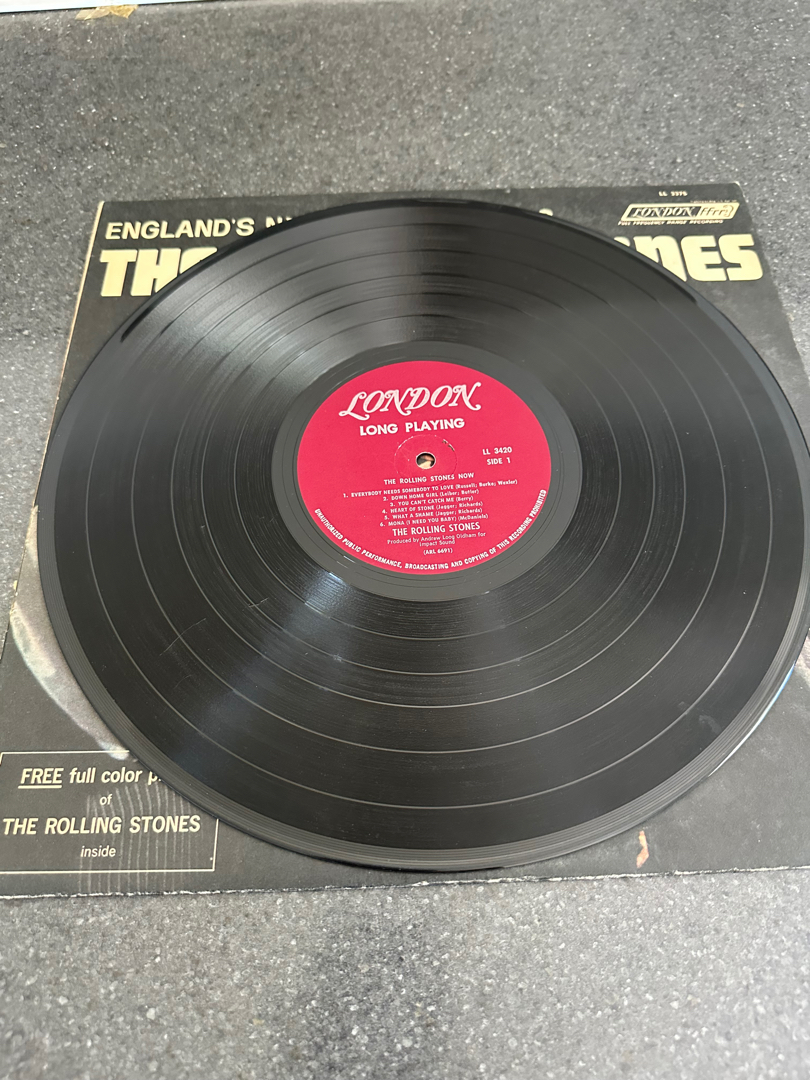 LL 3375
ENGLAND'S
LONDON ffrr
FULL FREQUENCY RANGE RECORDING
LONDON
LONG PLAYING
LL 3420
SIDE 1
THE ROLLING STONES NOW
1. EVERYBODY NEEDS SOMEBODY TO LOVE (Russell; Burke; Wexler)
2. DOWN HOME GIRL (Leiber; Butler)
3. YOU CAN'T CATCH ME (Berry)
4. HEART OF STONE (Jagger; Richards)
5. WHAT A SHAME (Jagger; Richards)
6. MONA (I NEED YOU BABY) (McDaniels)
THE ROLLING STONES
Produced by Andrew Loog Oldham for
Impact Sound
(ARL 6691)
UNAUTHORIZED PUBLIC PERFORMANCE, BROADCASTING AND COPYING OF THIS RECORDING PROHIBITED
FREE full color
of
THE ROLLING STONES
inside